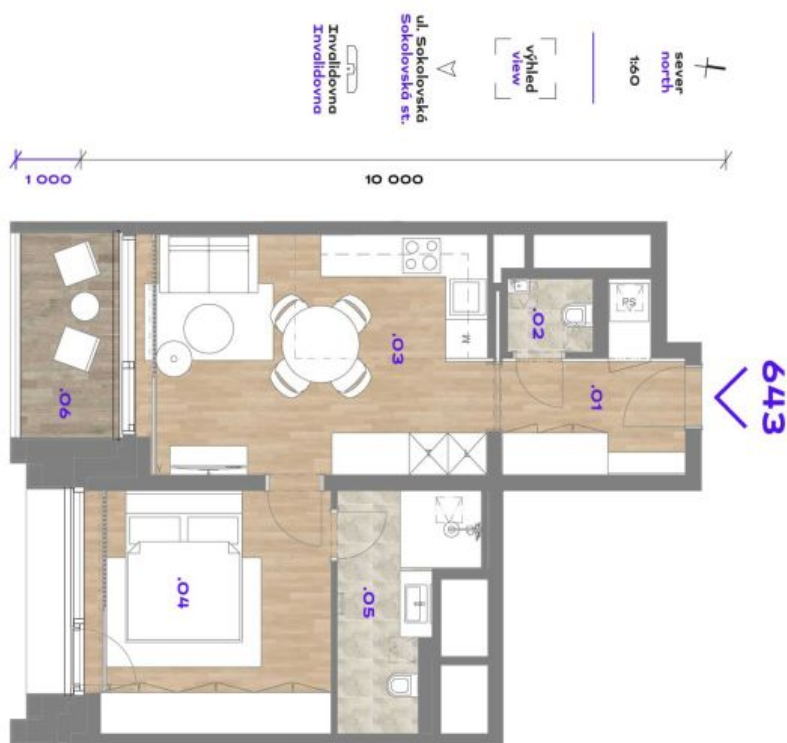 sever
north
1:60
výhled
view
ul. Sokolovská
Sokolovská st.
Invalidovna
Invalidovna
1 000
10 000
643
.01
.02
.03
.04
.05
.06
PS
M